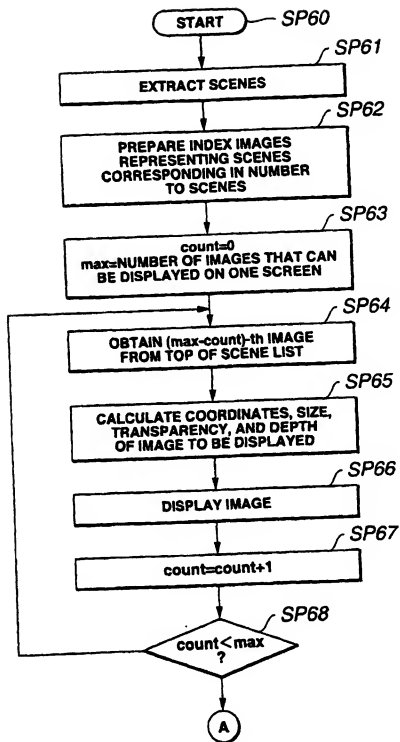 START
SP60
SP61
EXTRACT SCENES
SP62
PREPARE INDEX IMAGES
REPRESENTING SCENES
CORRESPONDING IN NUMBER
TO SCENES
SP63
count=0
max=NUMBER OF IMAGES THAT CAN
BE DISPLAYED ON ONE SCREEN
SP64
OBTAIN (max-count)-th IMAGE
FROM TOP OF SCENE LIST
SP65
CALCULATE COORDINATES, SIZE,
TRANSPARENCY, AND DEPTH
OF IMAGE TO BE DISPLAYED
SP66
DISPLAY IMAGE
SP67
count=count+1
SP68
count<max
?
A